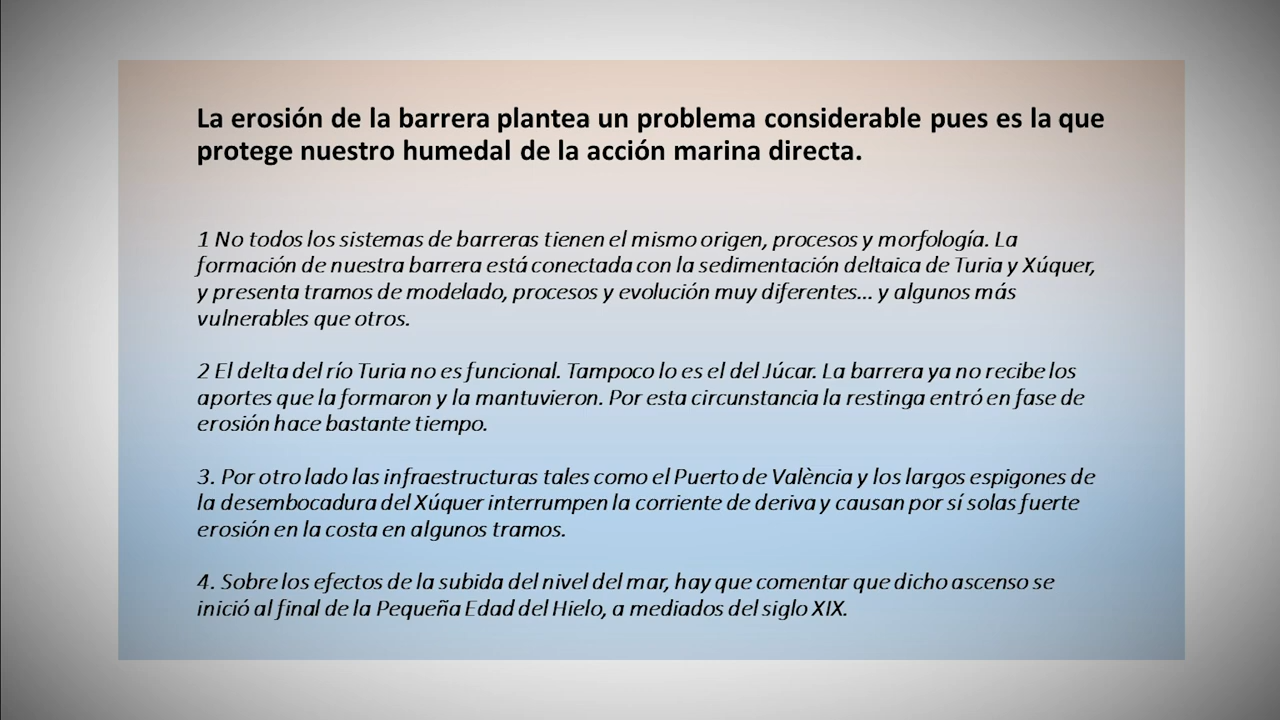 La erosión de la barrera plantea un problema considerable pues es la que
protege nuestro humedal de la acción marina directa.
1 No todos los sistemas de barreras tienen el mismo origen, procesos y morfología. La
formación de nuestra barrera está conectada con la sedimentación deltaica de Turia y Xúquer,
y presenta tramos de modelado, procesos y evolución muy diferentes... y algunos más
vulnerables que otros.
2 El delta del río Turia no es funcional. Tampoco lo es el del Júcar. La barrera ya no recibe los
aportes que la formaron y la mantuvieron. Por esta circunstancia la restinga entró en fase de
erosión hace bastante tiempo.
3. Por otro lado las infraestructuras tales como el Puerto de València y los largos espigones de
la desembocadura del Xúquer interrumpen la corriente de deriva y causan por sí solas fuerte
erosión en la costa en algunos tramos.
4. Sobre los efectos de la subida del nivel del mar, hay que comentar que dicho ascenso se
inició al final de la Pequeña Edad del Hielo, a mediados del siglo XIX.